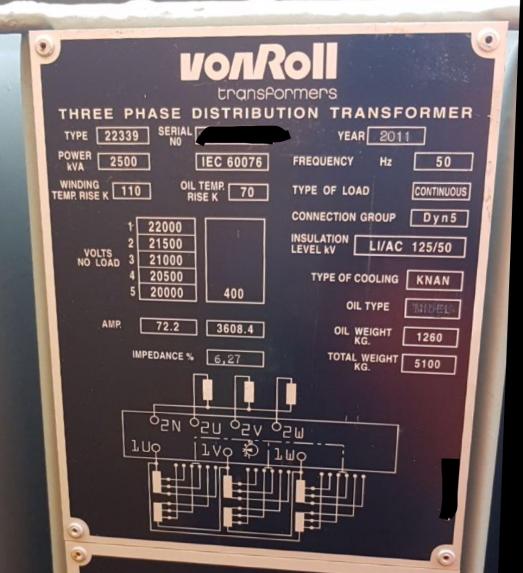 vonRoll
transformers
THREE PHASE DISTRIBUTION TRANSFORMER
TYPE 22339 SERIAL NO YEAR 2011
POWER kVA 2500 IEC 60076 FREQUENCY Hz 50
WINDING TEMP. RISE K 110 OIL TEMP. RISE K 70 TYPE OF LOAD CONTINUOUS
CONNECTION GROUP Dyn5
INSULATION LEVEL kV LI/AC 125/50
VOLTS NO LOAD
1 22000
2 21500
3 21000
4 20500
5 20000 400
TYPE OF COOLING KNAN
OIL TYPE MIDEL
AMP. 72.2 3608.4
OIL WEIGHT KG. 1260
IMPEDANCE % 6,27
TOTAL WEIGHT KG. 5100
2N 2U 2V 2W
1U 1V 1W